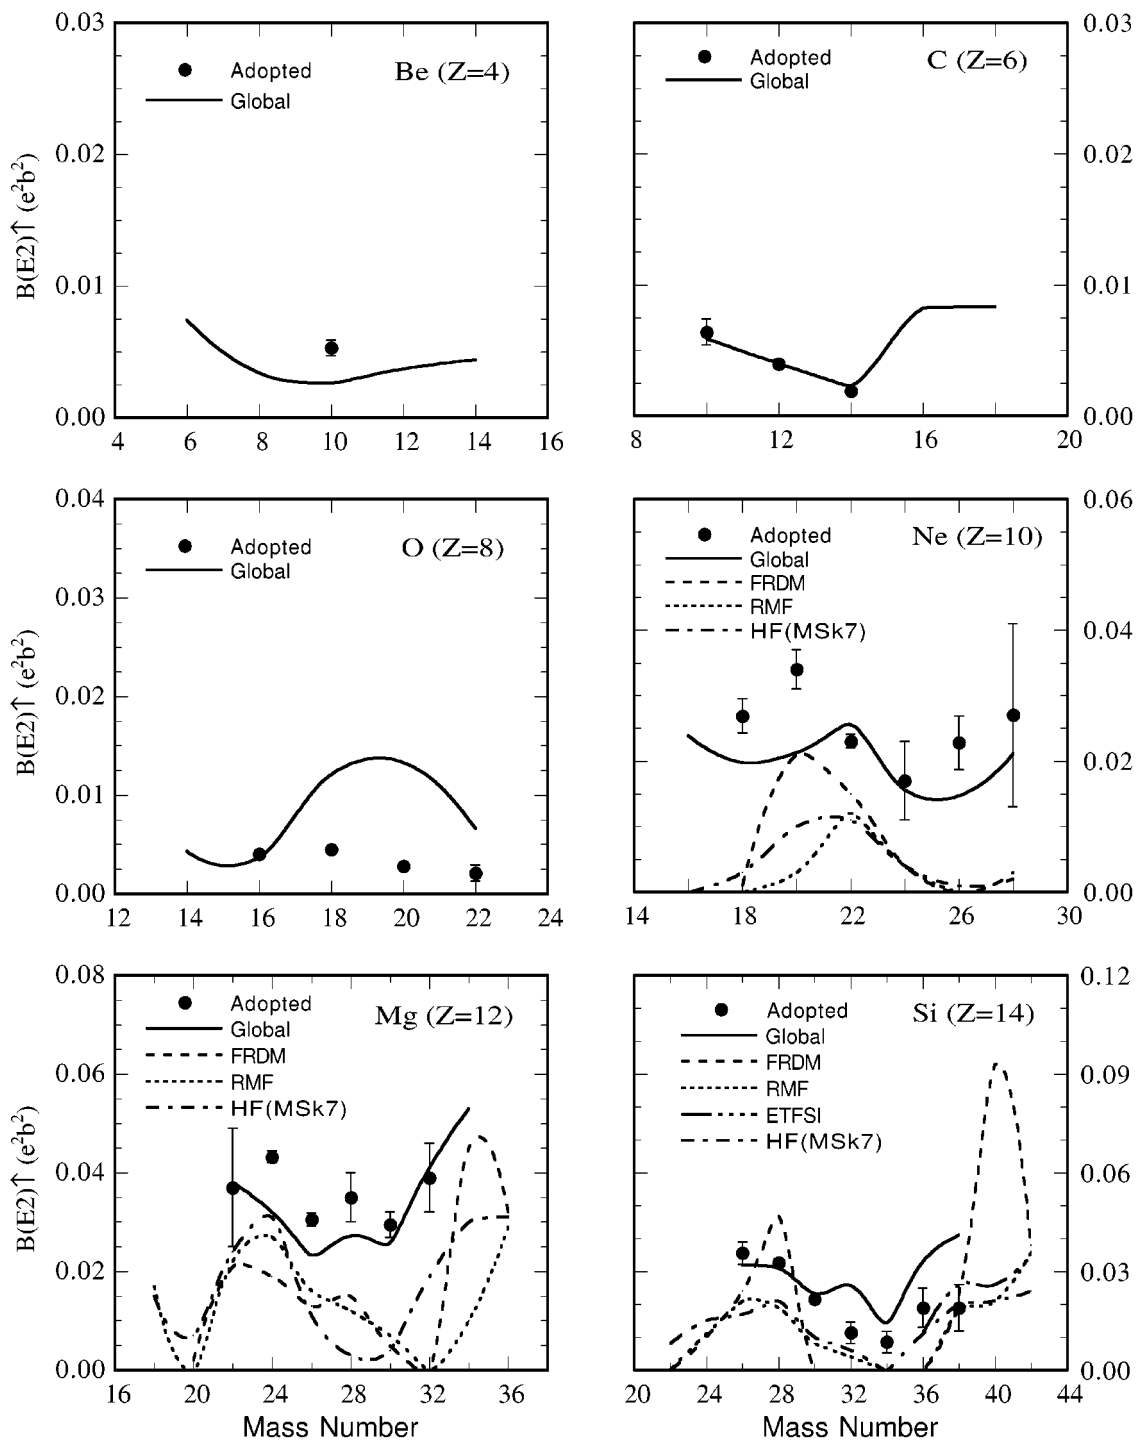 0.03
0.02
0.01
0.00
B(E2)↑ (e²b²)
Adopted
Global
Be (Z=4)
4 6 8 10 12 14 16
Adopted
Global
C (Z=6)
0.03
0.02
0.01
0.00
8 12 16 20
0.04
0.03
0.02
0.01
0.00
B(E2)↑ (e²b²)
Adopted
Global
O (Z=8)
12 14 16 18 20 22 24
Adopted
Global
FRDM
RMF
HF(MSk7)
Ne (Z=10)
0.06
0.04
0.02
0.00
14 18 22 26 30
0.08
0.06
0.04
0.02
0.00
B(E2)↑ (e²b²)
Adopted
Global
FRDM
RMF
HF(MSk7)
Mg (Z=12)
16 20 24 28 32 36
Mass Number
Adopted
Global
FRDM
RMF
ETFSI
HF(MSk7)
Si (Z=14)
0.12
0.09
0.06
0.03
0.00
20 24 28 32 36 40 44
Mass Number